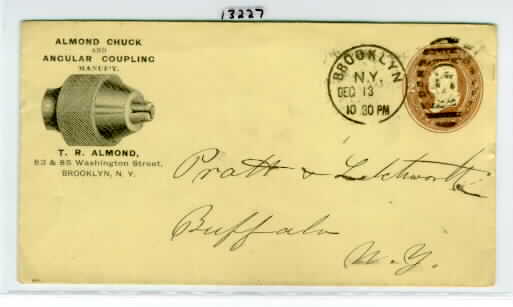 13227
ALMOND CHUCK
AND
ANGULAR COUPLING
MANUF'Y.
T. R. ALMOND,
83 & 85 Washington Street,
BROOKLYN, N. Y.
BROOKLYN
N.Y.
DEC 13
10 30 PM
Pratt & Letchworth
Buffalo
N. Y.